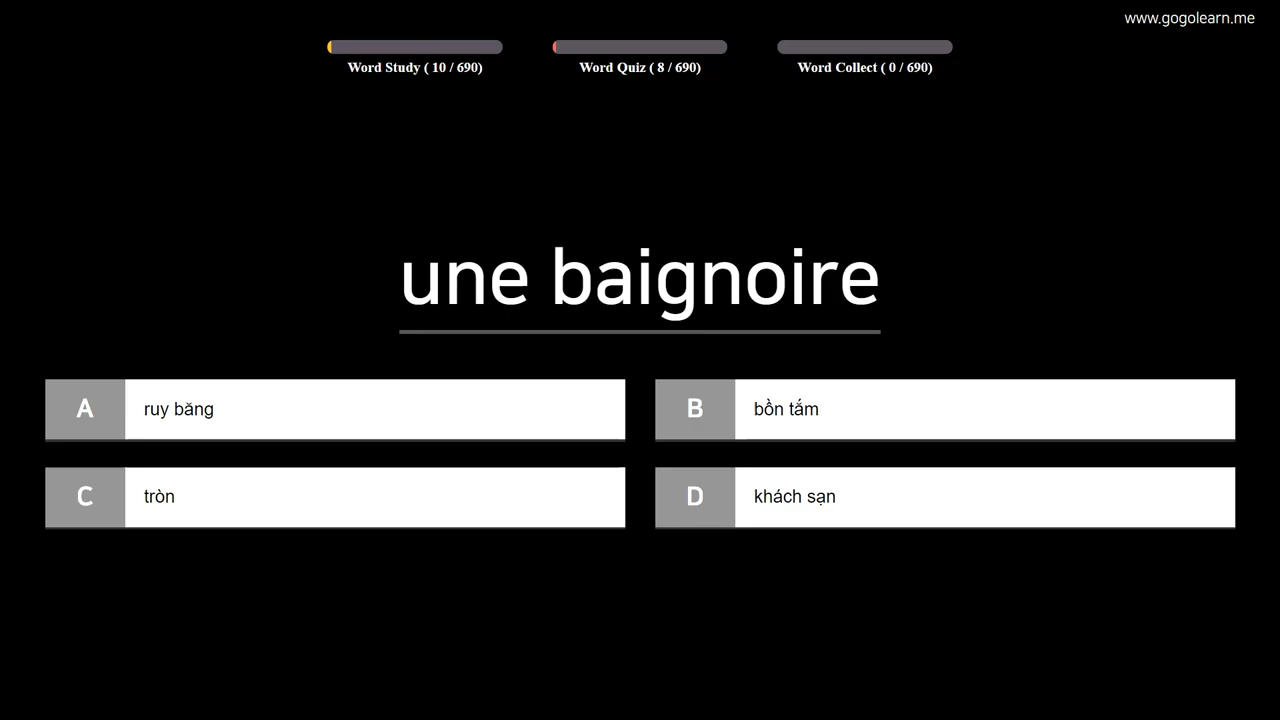 www.gogolearn.me
Word Study ( 10 / 690)
Word Quiz ( 8 / 690)
Word Collect ( 0 / 690)
une baignoire
A ruy băng
B bồn tắm
C tròn
D khách sạn